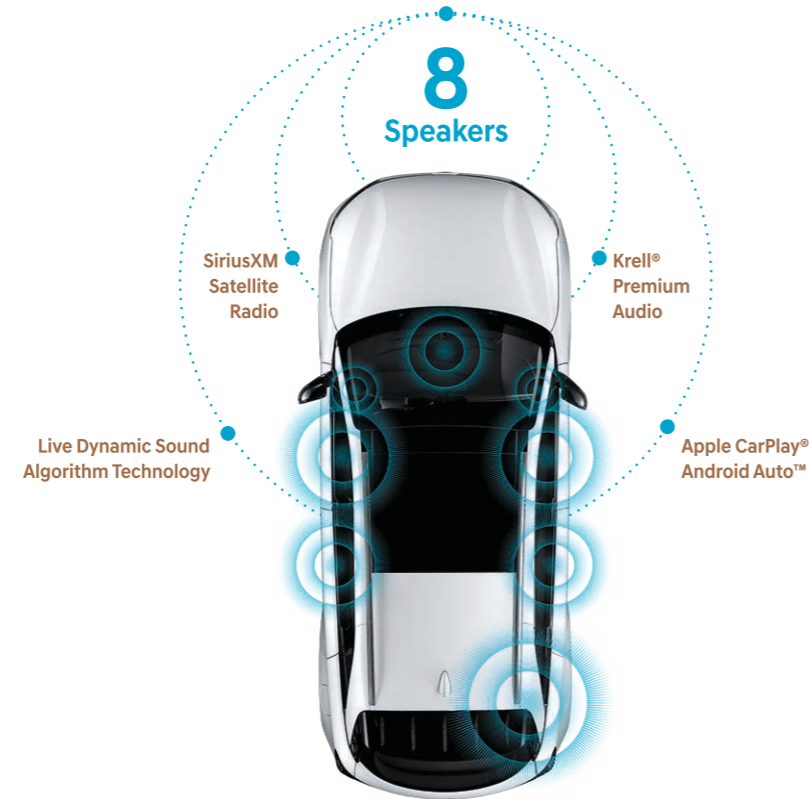 8
Speakers
SiriusXM
Satellite
Radio
Krell®
Premium
Audio
Live Dynamic Sound
Algorithm Technology
Apple CarPlay®
Android Auto™